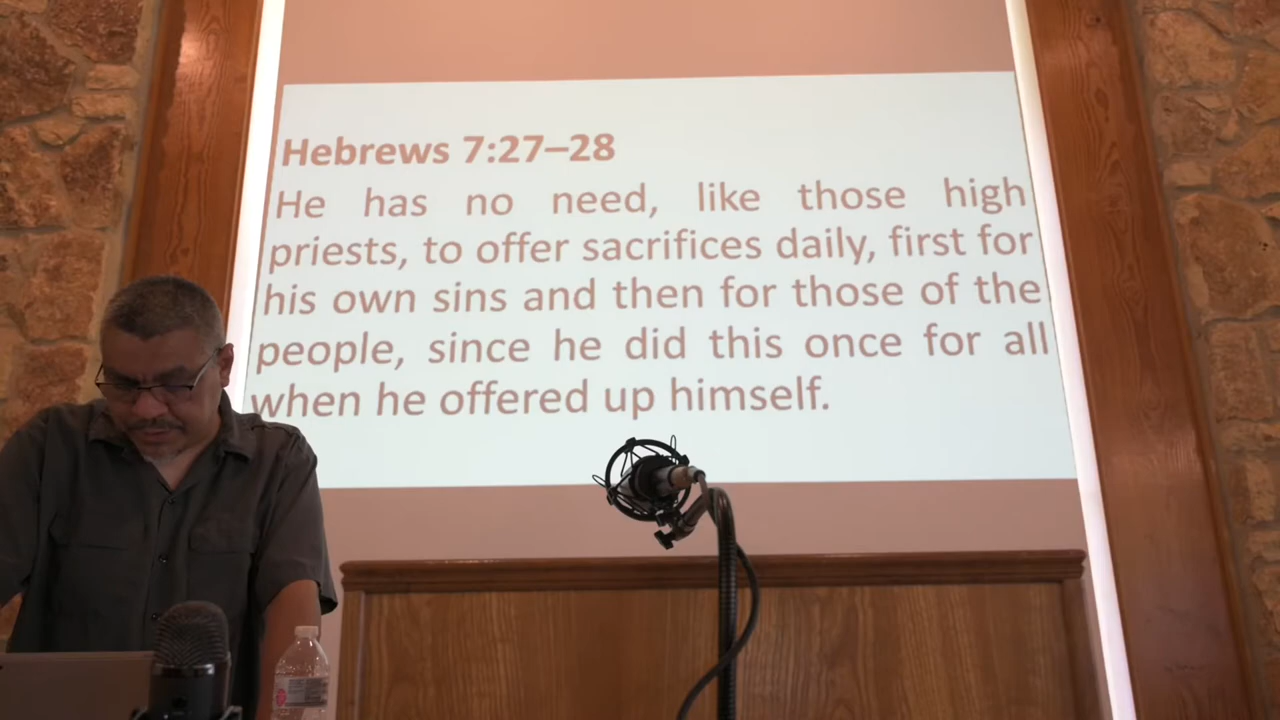 Hebrews 7:27–28
He has no need, like those high
priests, to offer sacrifices daily, first for
his own sins and then for those of the
people, since he did this once for all
when he offered up himself.